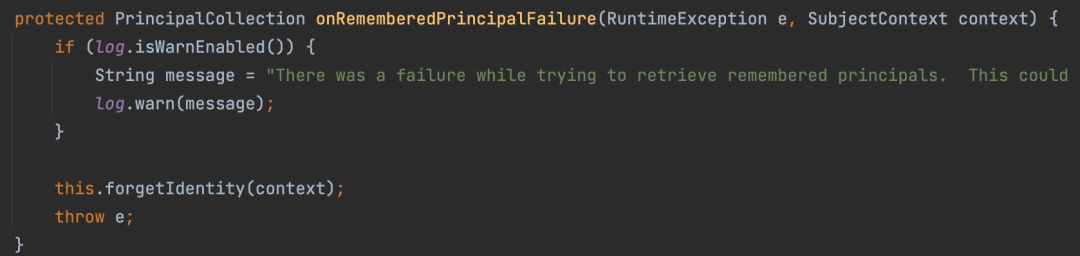 protected PrincipalCollection onRememberedPrincipalFailure(RuntimeException e, SubjectContext context) {
    if (log.isWarnEnabled()) {
        String message = "There was a failure while trying to retrieve remembered principals.  This could
        log.warn(message);
    }

    this.forgetIdentity(context);
    throw e;
}